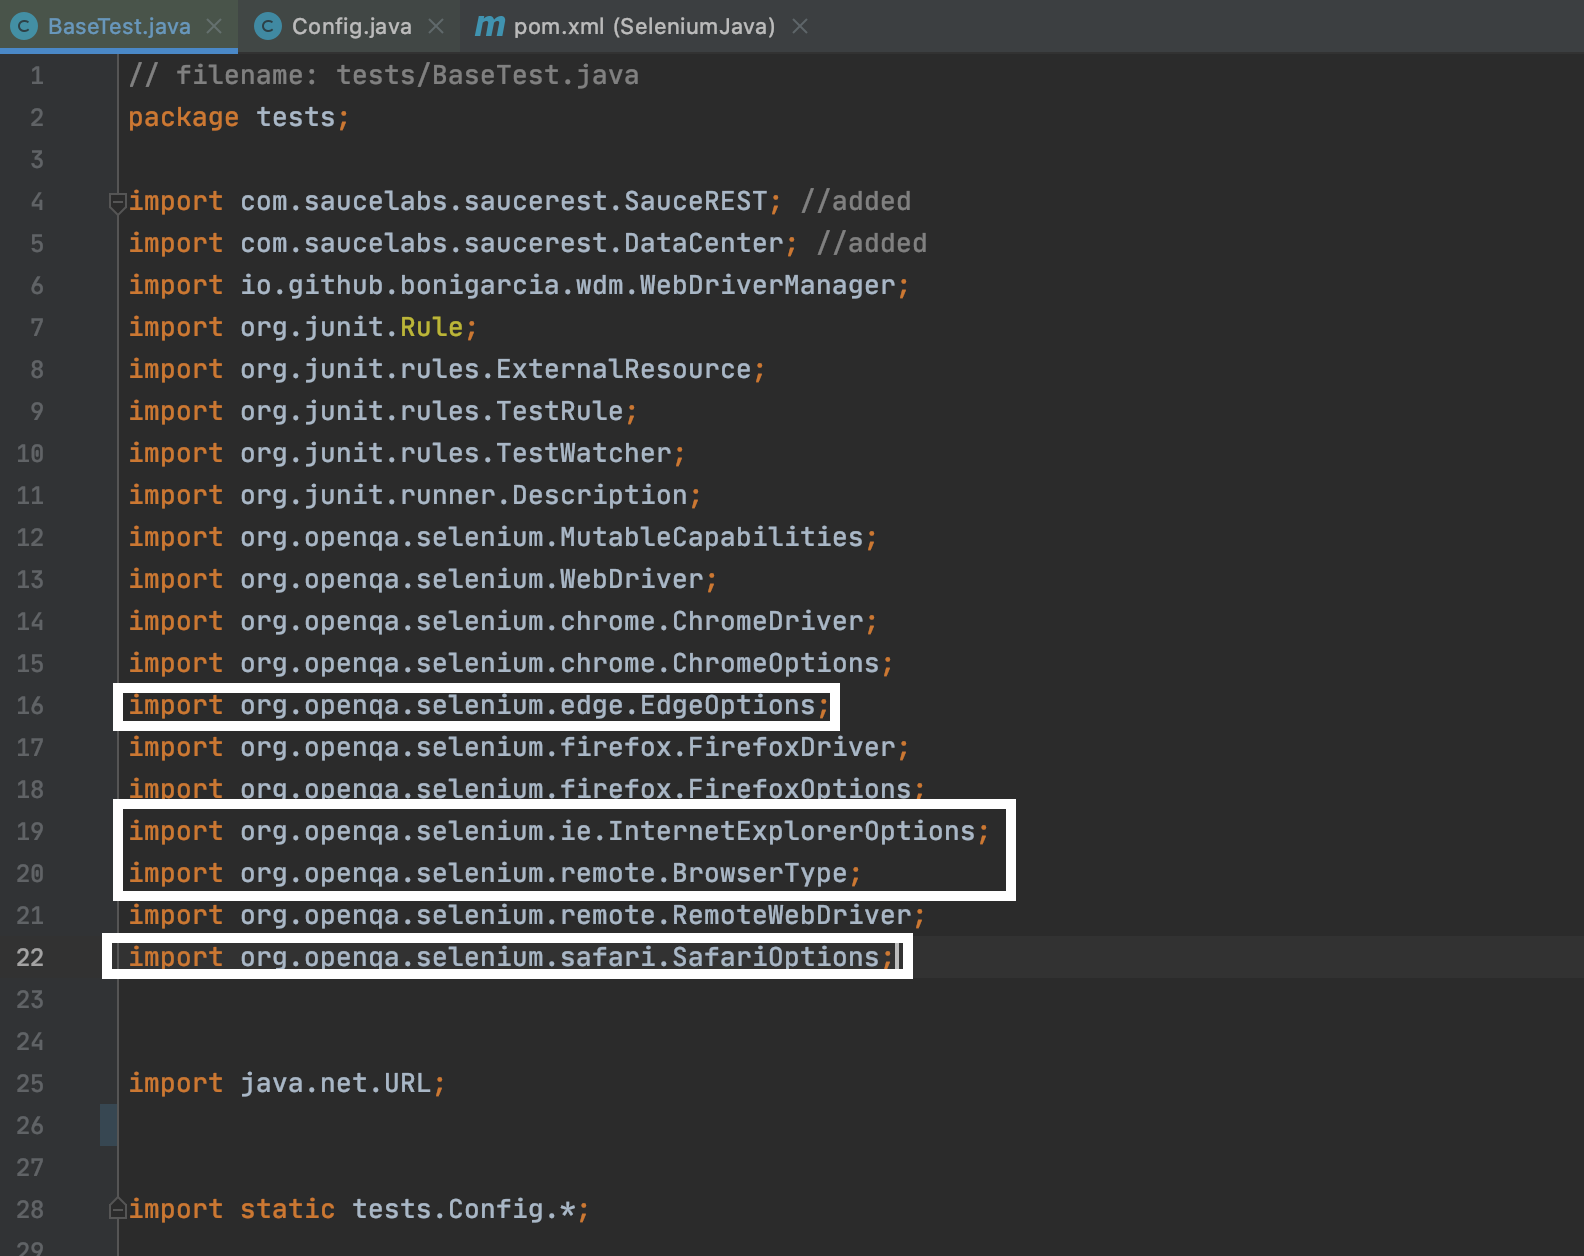 BaseTest.java Config.java m pom.xml (SeleniumJava)
1 // filename: tests/BaseTest.java
2 package tests;
3
4 import com.saucelabs.saucerest.SauceREST; //added
5 import com.saucelabs.saucerest.DataCenter; //added
6 import io.github.bonigarcia.wdm.WebDriverManager;
7 import org.junit.Rule;
8 import org.junit.rules.ExternalResource;
9 import org.junit.rules.TestRule;
10 import org.junit.rules.TestWatcher;
11 import org.junit.runner.Description;
12 import org.openqa.selenium.MutableCapabilities;
13 import org.openqa.selenium.WebDriver;
14 import org.openqa.selenium.chrome.ChromeDriver;
15 import org.openqa.selenium.chrome.ChromeOptions;
16 import org.openqa.selenium.edge.EdgeOptions;
17 import org.openqa.selenium.firefox.FirefoxDriver;
18 import org.openqa.selenium.firefox.FirefoxOptions;
19 import org.openqa.selenium.ie.InternetExplorerOptions;
20 import org.openqa.selenium.remote.BrowserType;
21 import org.openqa.selenium.remote.RemoteWebDriver;
22 import org.openqa.selenium.safari.SafariOptions;
23
24
25 import java.net.URL;
26
27
28 import static tests.Config.*;
29